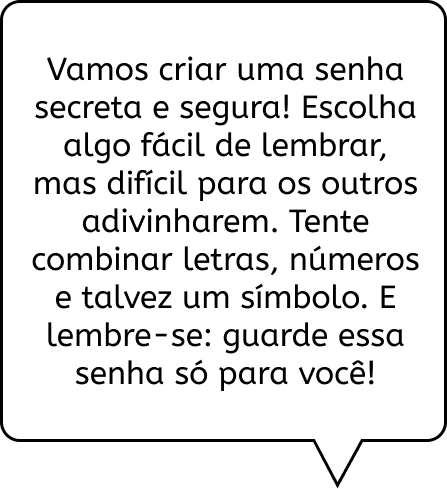 Vamos criar uma senha
secreta e segura! Escolha
algo fácil de lembrar,
mas difícil para os outros
adivinharem. Tente
combinar letras, números
e talvez um símbolo. E
lembre-se: guarde essa
senha só para você!